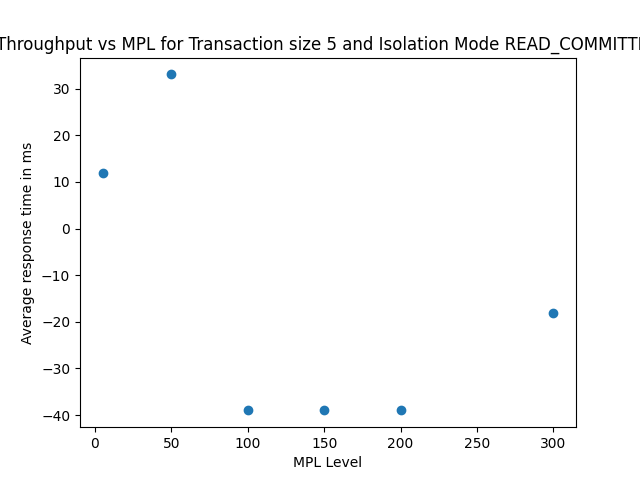 Throughput vs MPL for Transaction size 5 and Isolation Mode READ_COMMITTE
Average response time in ms
30
20
10
0
−10
−20
−30
−40
0 50 100 150 200 250 300
MPL Level